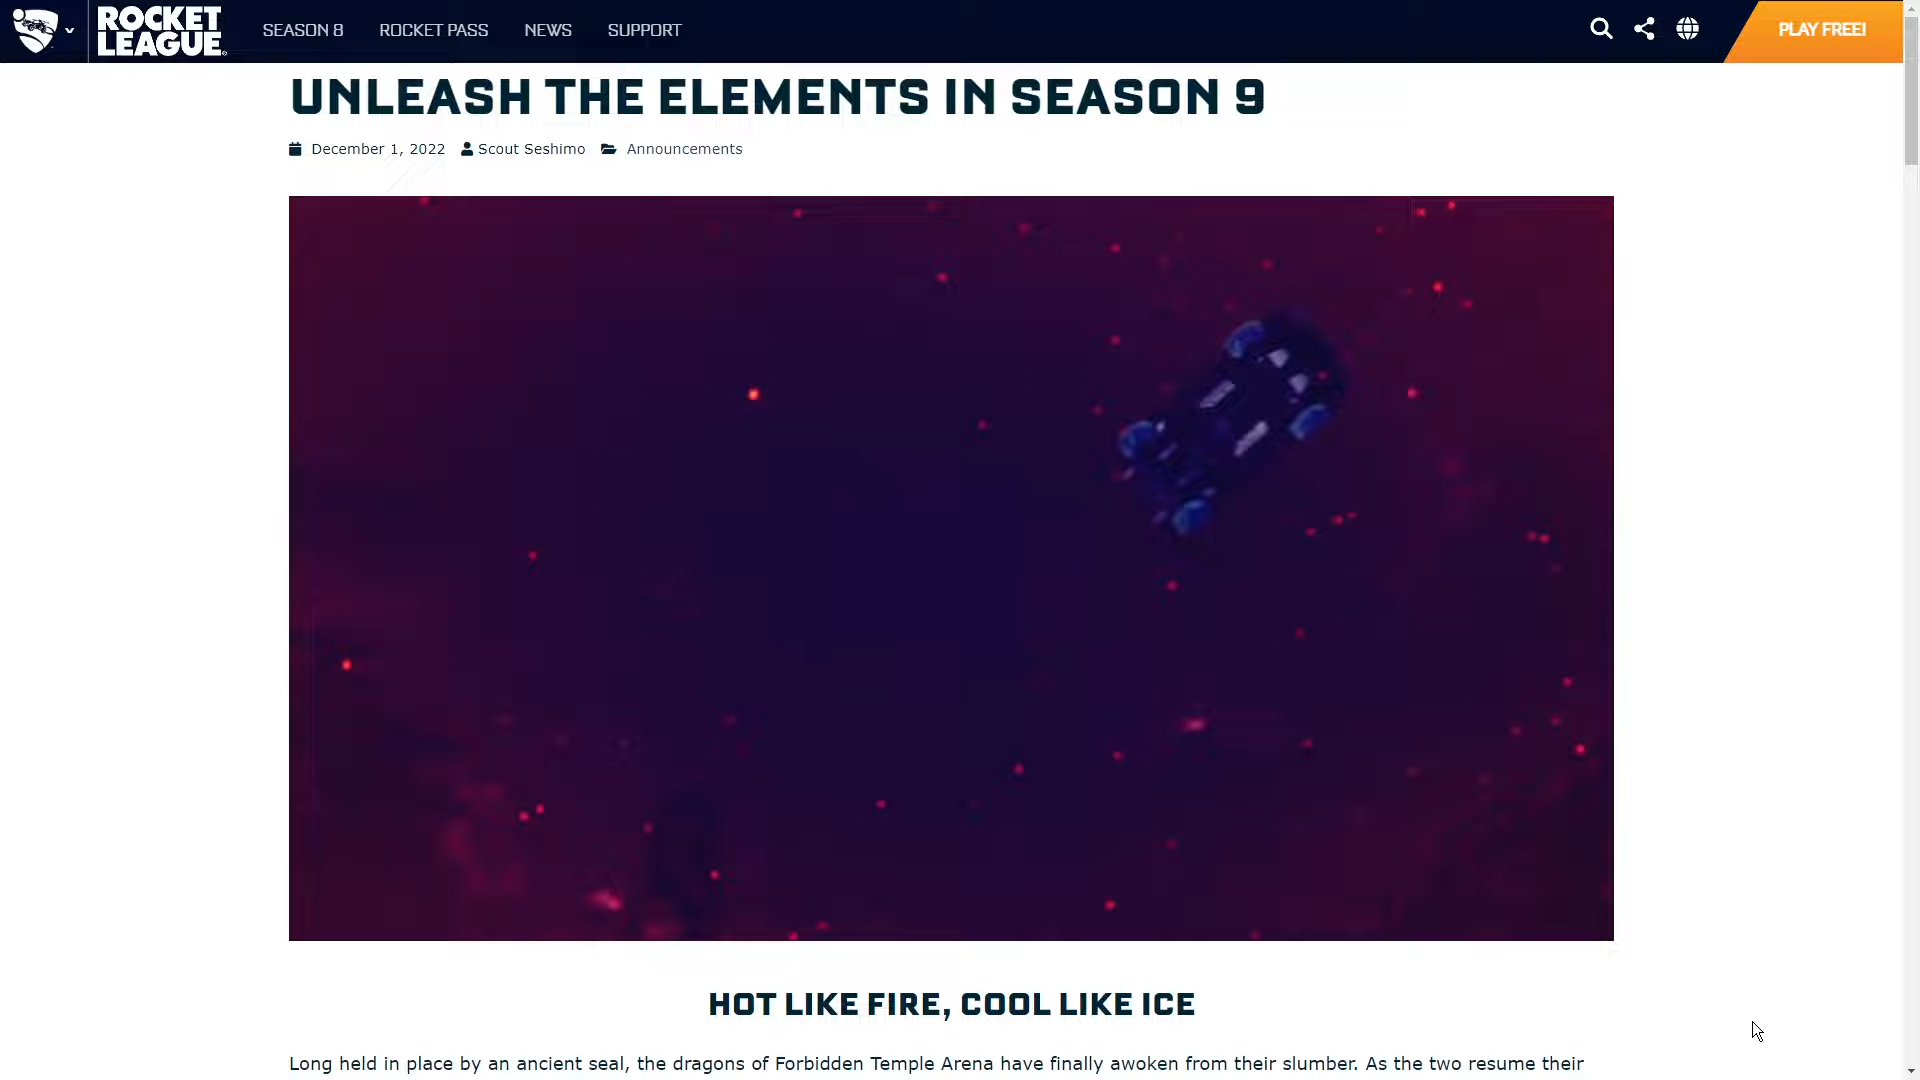 ROCKET
LEAGUE
SEASON 8
ROCKET PASS
NEWS
SUPPORT
PLAY FREE!
UNLEASH THE ELEMENTS IN SEASON 9
December 1, 2022 Scout Seshimo Announcements
HOT LIKE FIRE, COOL LIKE ICE
Long held in place by an ancient seal, the dragons of Forbidden Temple Arena have finally awoken from their slumber. As the two resume their